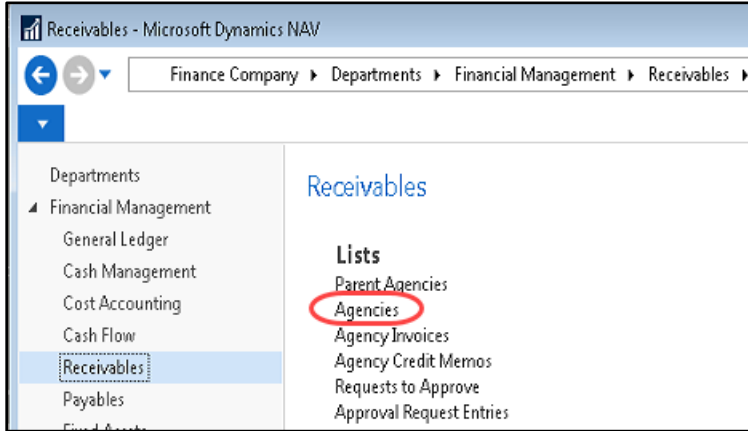 Receivables - Microsoft Dynamics NAV
Finance Company ▸ Departments ▸ Financial Management ▸ Receivables ▸
Departments
Financial Management
General Ledger
Cash Management
Cost Accounting
Cash Flow
Receivables
Payables
Fixed Assets
Receivables
Lists
Parent Agencies
Agencies
Agency Invoices
Agency Credit Memos
Requests to Approve
Approval Request Entries